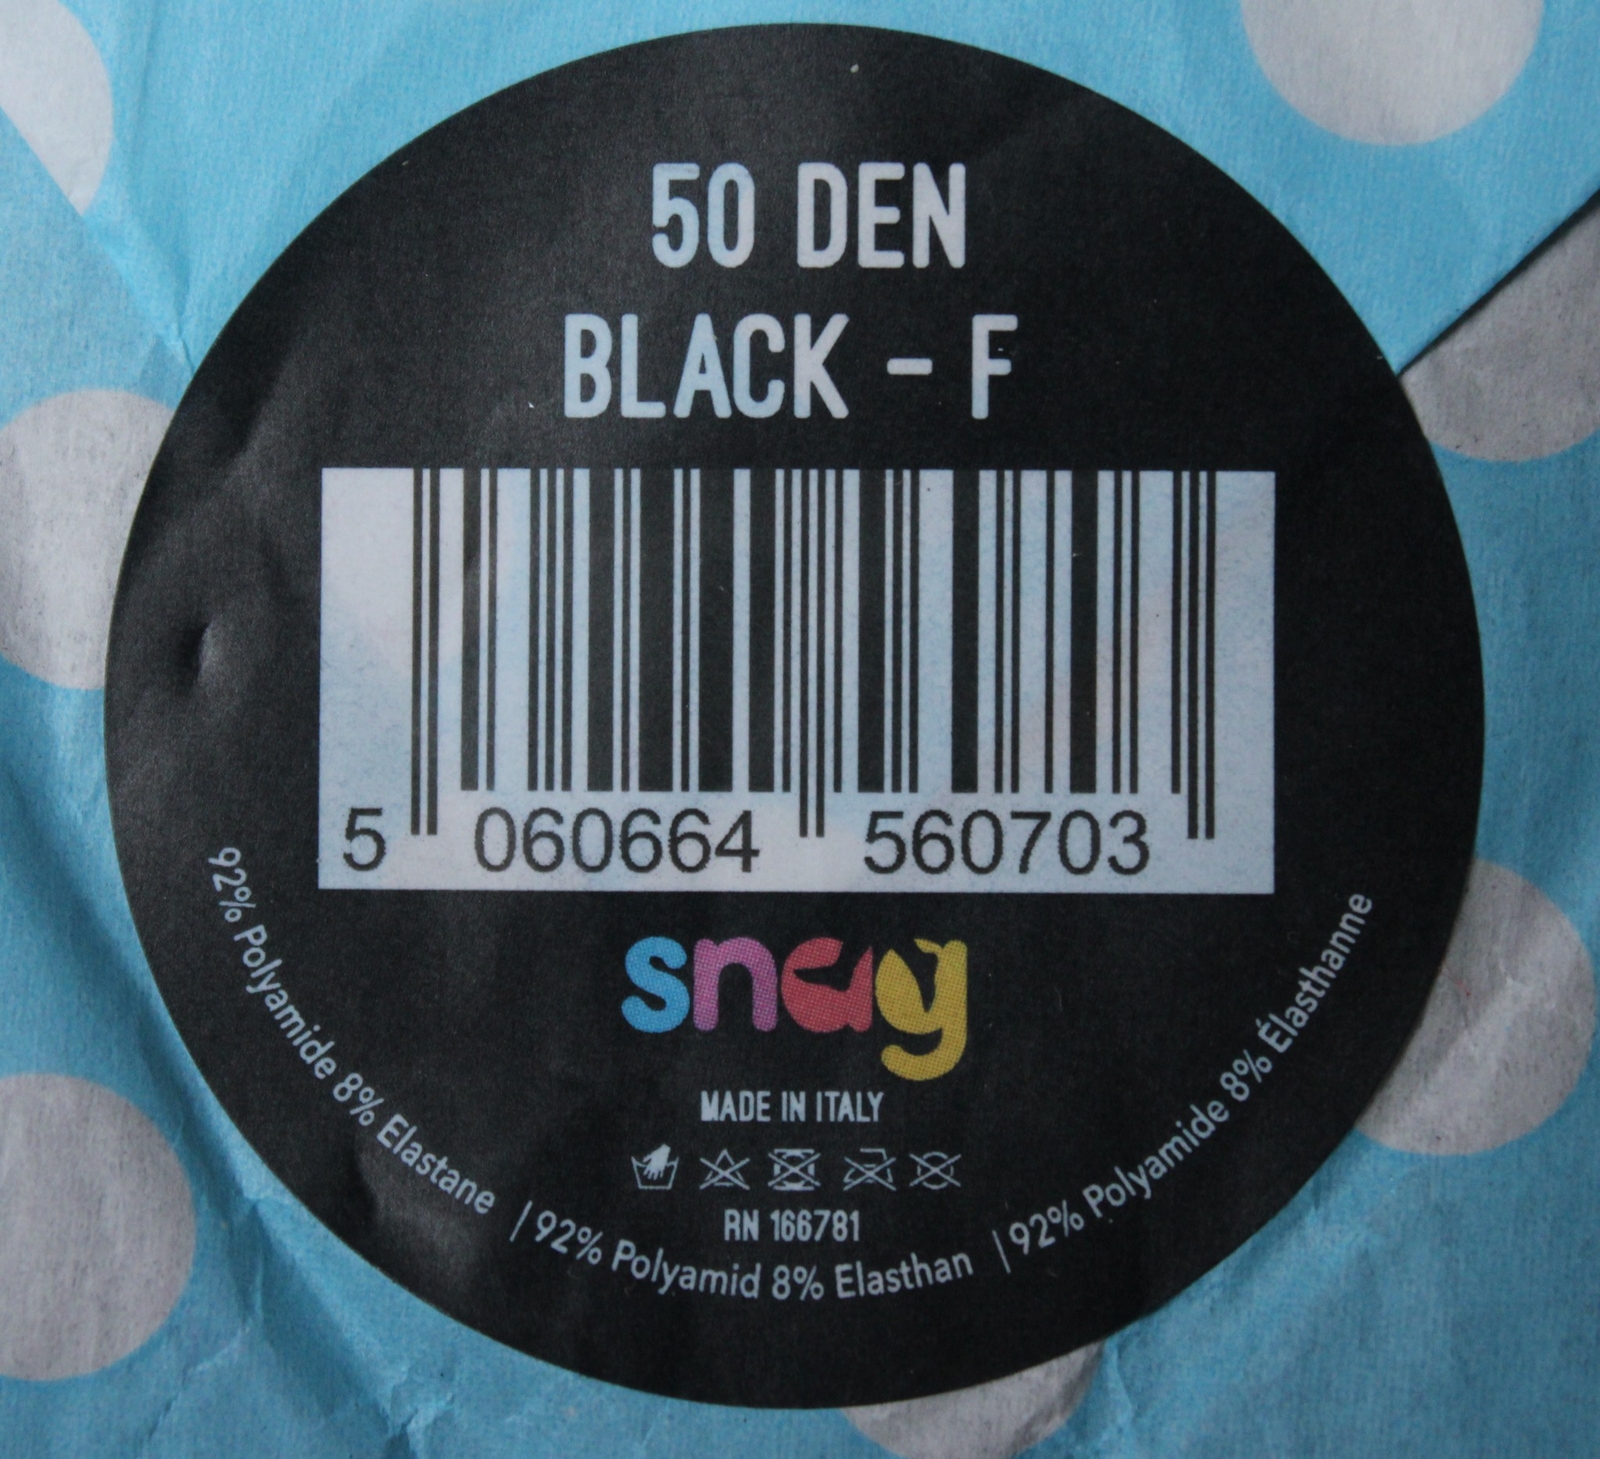 50 DEN
BLACK - F
5 060664 560703
snag
MADE IN ITALY
RN 166781
92% Polyamide 8% Elastane | 92% Polyamid 8% Elasthan | 92% Polyamide 8% Élasthanne